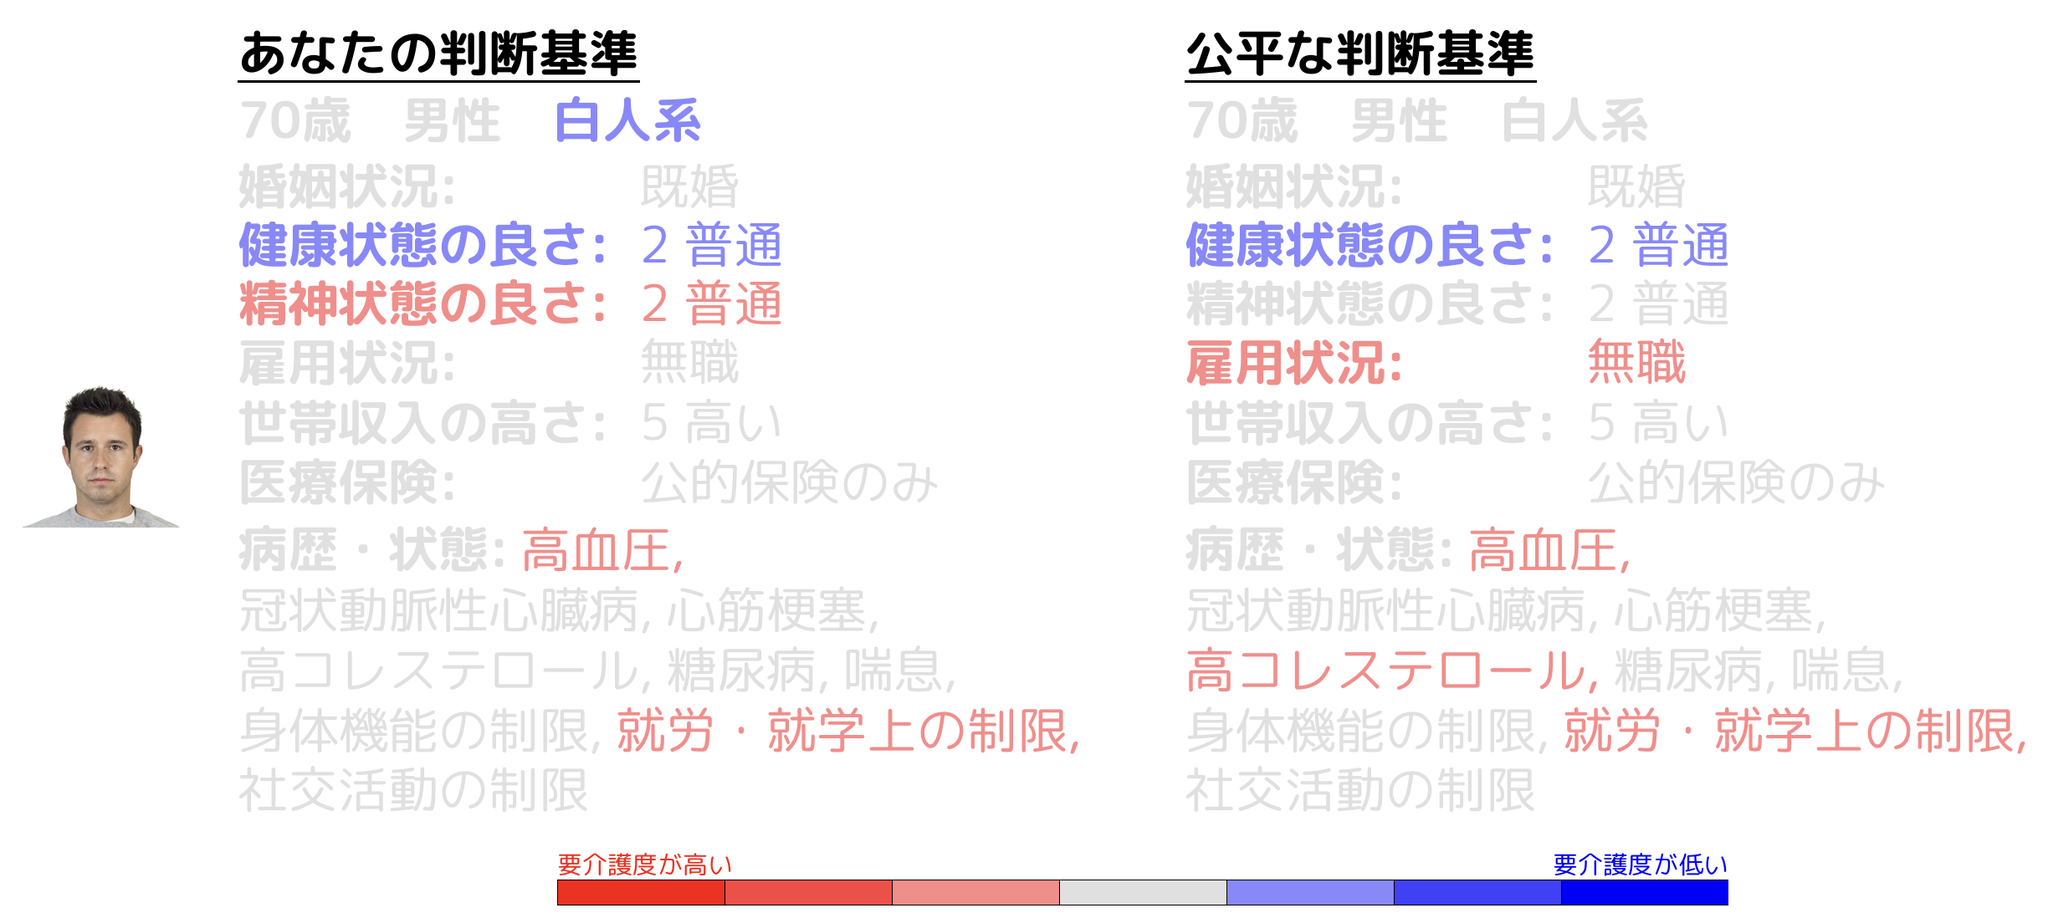 あなたの判断基準
70歳 男性 白人系
婚姻状況: 既婚
健康状態の良さ: 2 普通
精神状態の良さ: 2 普通
雇用状況: 無職
世帯収入の高さ: 5 高い
医療保険: 公的保険のみ
病歴・状態: 高血圧,
冠状動脈性心臓病, 心筋梗塞,
高コレステロール, 糖尿病, 喘息,
身体機能の制限, 就労・就学上の制限,
社交活動の制限
公平な判断基準
70歳 男性 白人系
婚姻状況: 既婚
健康状態の良さ: 2 普通
精神状態の良さ: 2 普通
雇用状況: 無職
世帯収入の高さ: 5 高い
医療保険: 公的保険のみ
病歴・状態: 高血圧,
冠状動脈性心臓病, 心筋梗塞,
高コレステロール, 糖尿病, 喘息,
身体機能の制限, 就労・就学上の制限,
社交活動の制限
要介護度が高い
要介護度が低い